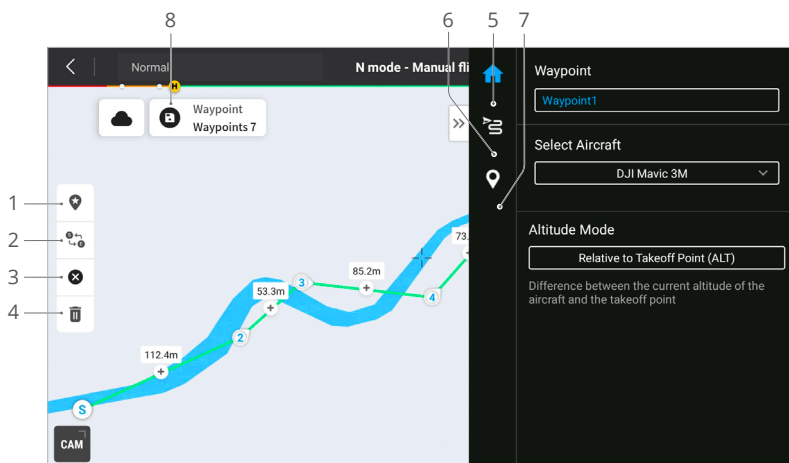 8
6
5
7
Normal
N mode - Manual fli
H
Waypoint
Waypoints 7
Waypoint
Waypoint1
Select Aircraft
DJI Mavic 3M
Altitude Mode
Relative to Takeoff Point (ALT)
Difference between the current altitude of the
aircraft and the takeoff point
1
2
3
4
S
E
73.
85.2m
3
4
53.3m
2
112.4m
S
CAM